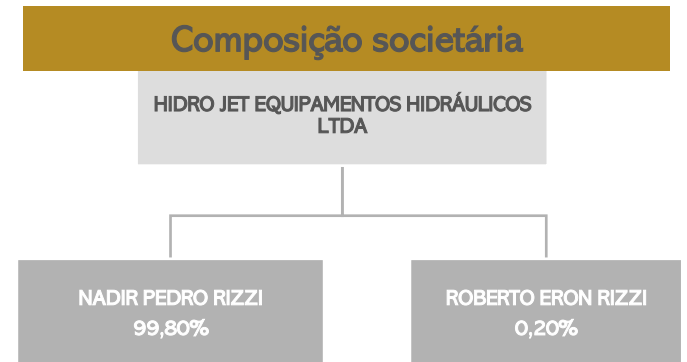 Composição societária
HIDRO JET EQUIPAMENTOS HIDRÁULICOS
LTDA
NADIR PEDRO RIZZI
99,80%
ROBERTO ERON RIZZI
0,20%